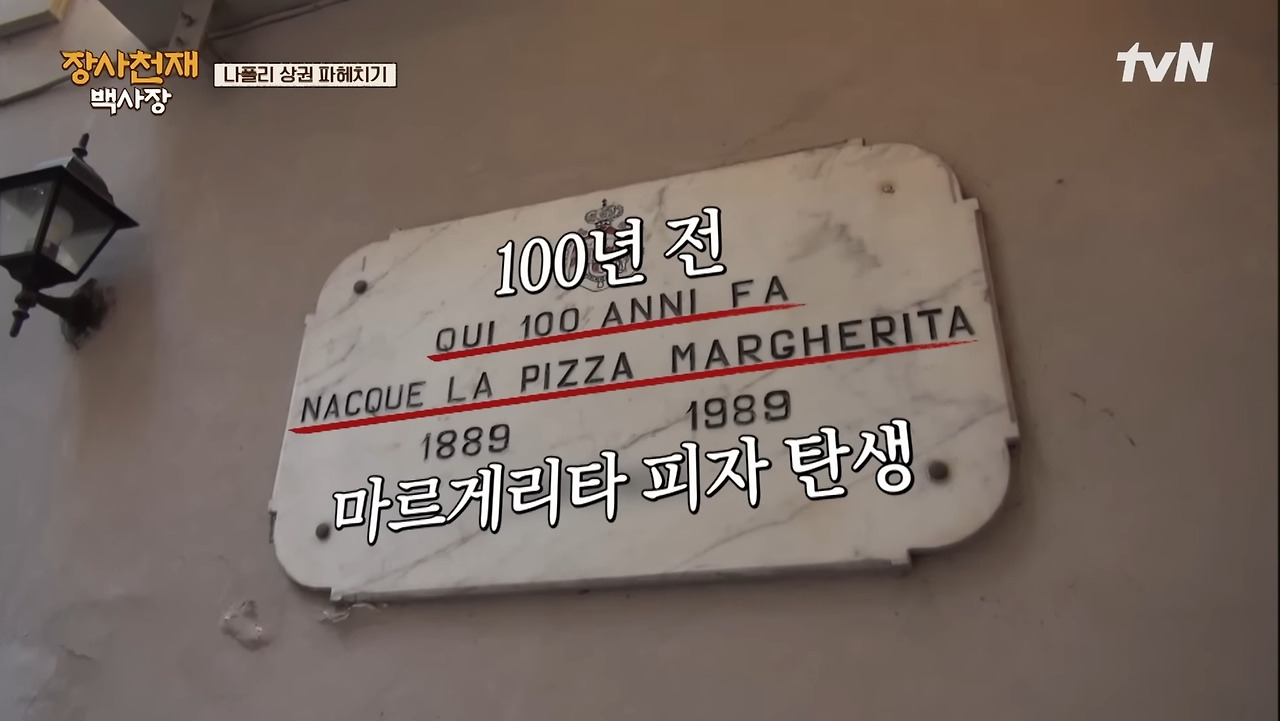 장사천재
백사장
나폴리 상권 파헤치기
tvN
100년 전
QUI 100 ANNI FA
NACQUE LA PIZZA MARGHERITA
1889 1989
마르게리타 피자 탄생